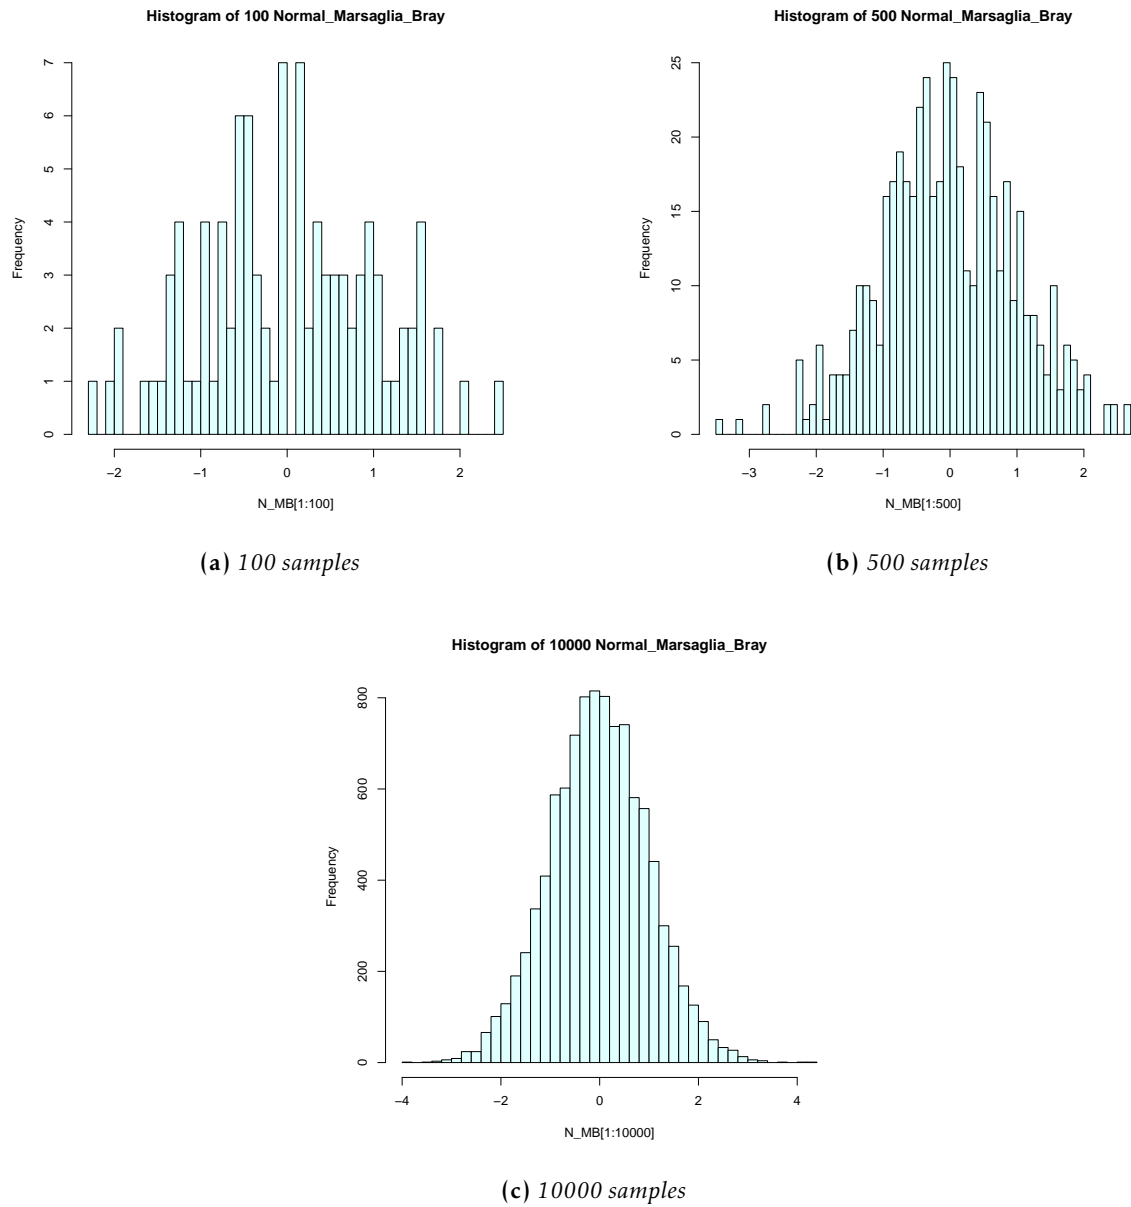 Histogram of 100 Normal_Marsaglia_Bray
Frequency
0
1
2
3
4
5
6
7
−2
−1
0
1
2
N_MB[1:100]
(a) 100 samples
Histogram of 500 Normal_Marsaglia_Bray
Frequency
0
5
10
15
20
25
−3
−2
−1
0
1
2
N_MB[1:500]
(b) 500 samples
Histogram of 10000 Normal_Marsaglia_Bray
Frequency
0
200
400
600
800
−4
−2
0
2
4
N_MB[1:10000]
(c) 10000 samples